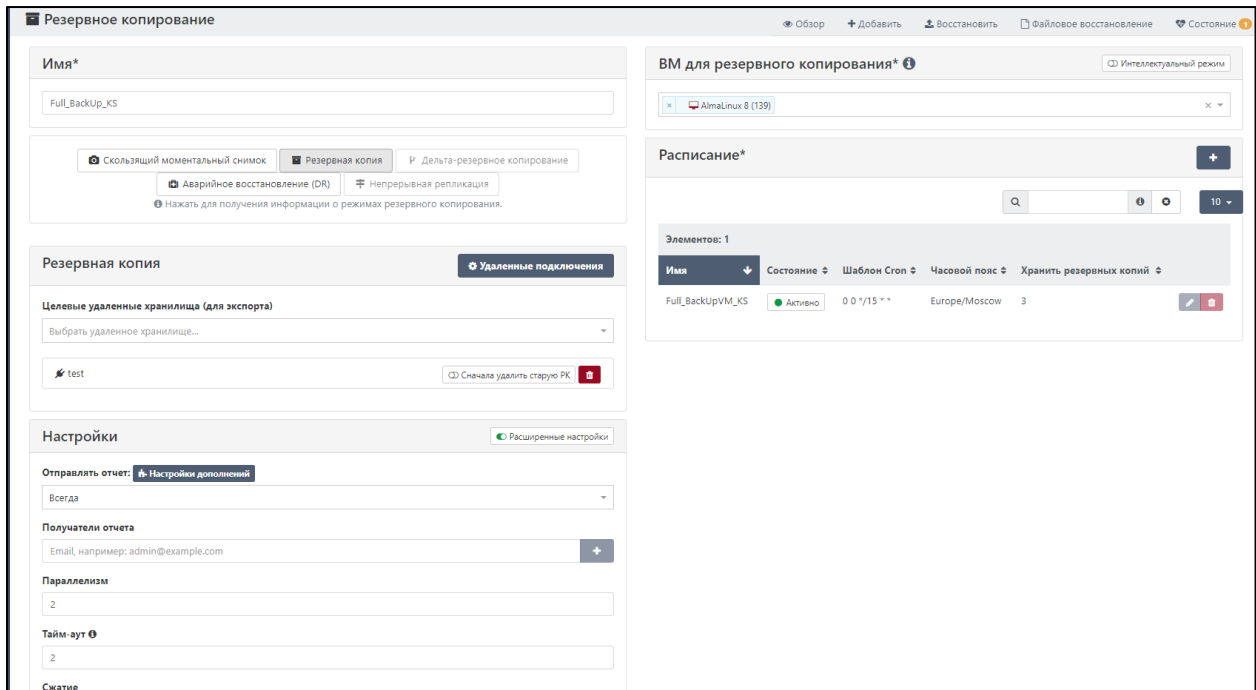 Резервное копирование
Обзор Добавить Восстановить Файловое восстановление Состояние 1
Имя*
Full_BackUp_KS
Скользящий моментальный снимок Резервная копия Дельта-резервное копирование
Аварийное восстановление (DR) Непрерывная репликация
Нажать для получения информации о режимах резервного копирования.
Резервная копия Удаленные подключения
Целевые удаленные хранилища (для экспорта)
Выбрать удаленное хранилище...
test Сначала удалить старую РК
Настройки Расширенные настройки
Отправлять отчет: Настройки дополнений
Всегда
Получатели отчета
Email, например: admin@example.com
Параллелизм
2
Тайм-аут
2
Сжатие
ВМ для резервного копирования* Интеллектуальный режим
AlmaLinux 8 (139)
Расписание*
10
Элементов: 1
Имя Состояние Шаблон Cron Часовой пояс Хранить резервных копий
Full_BackUpVM_KS Активно 0 0 */15 * * Europe/Moscow 3